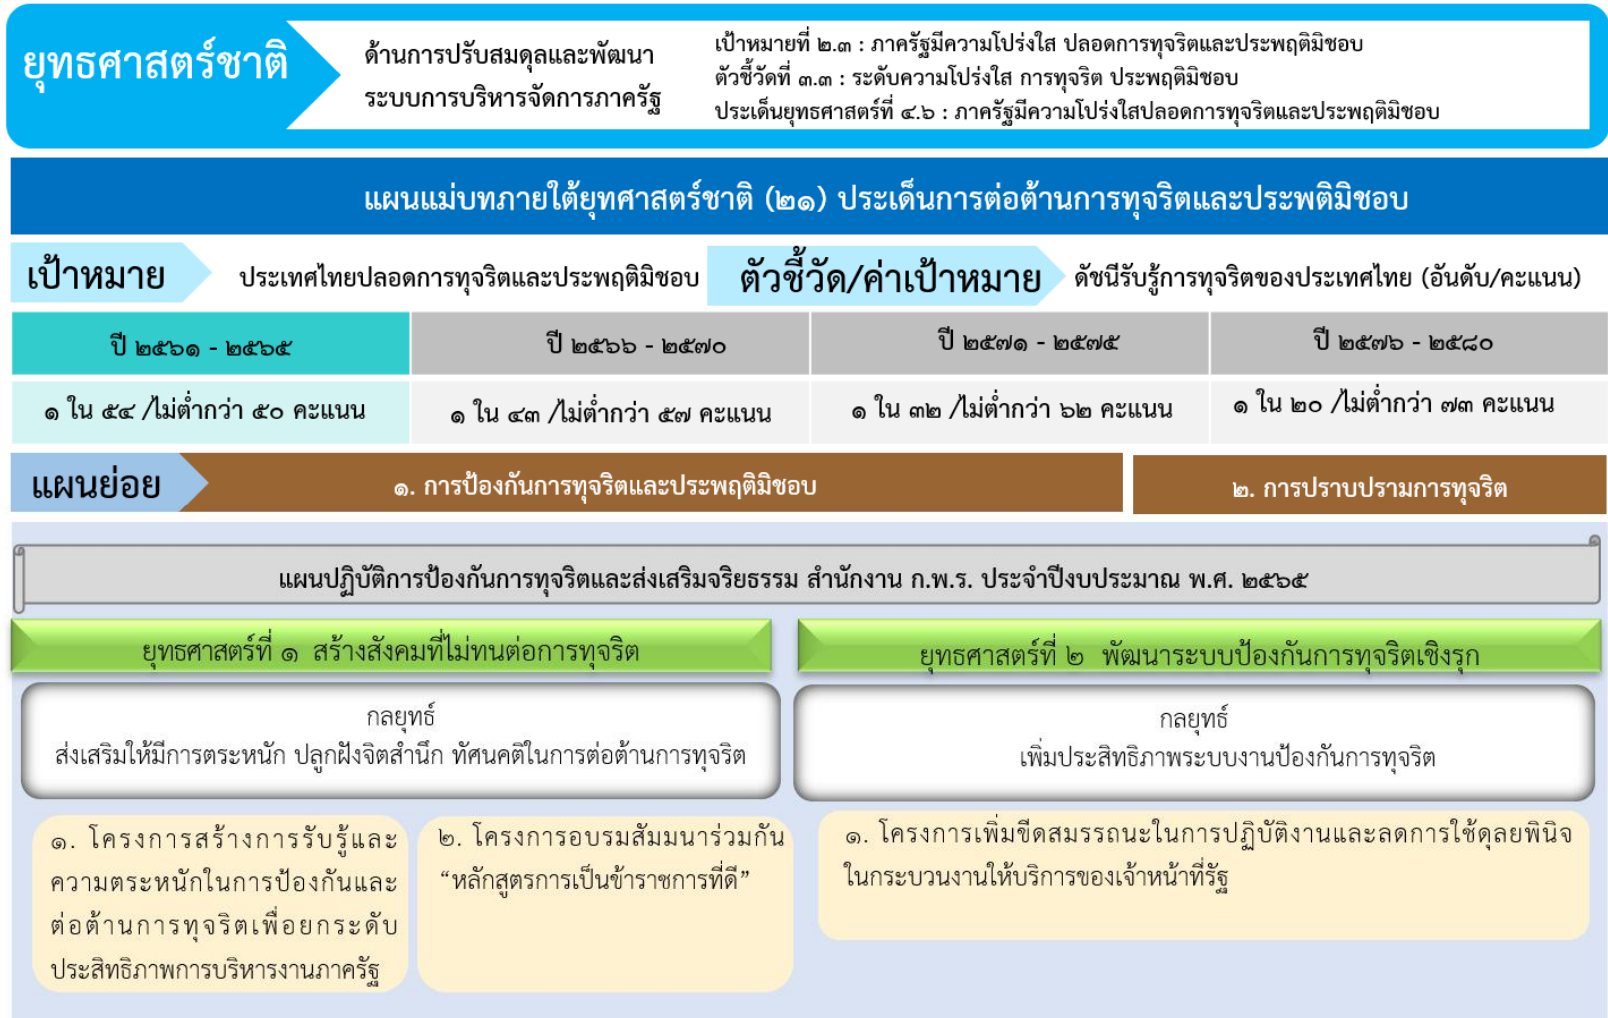 ยุทธศาสตร์ชาติ
ด้านการปรับสมดุลและพัฒนา
ระบบการบริหารจัดการภาครัฐ
เป้าหมายที่ ๒.๓ : ภาครัฐมีความโปร่งใส ปลอดการทุจริตและประพฤติมิชอบ
ตัวชี้วัดที่ ๓.๓ : ระดับความโปร่งใส การทุจริต ประพฤติมิชอบ
ประเด็นยุทธศาสตร์ที่ ๔.๖ : ภาครัฐมีความโปร่งใสปลอดการทุจริตและประพฤติมิชอบ
แผนแม่บทภายใต้ยุทศาสตร์ชาติ (๒๑) ประเด็นการต่อต้านการทุจริตและประพติมิชอบ
เป้าหมาย
ประเทศไทยปลอดการทุจริตและประพฤติมิชอบ
ตัวชี้วัด/ค่าเป้าหมาย
ดัชนีรับรู้การทุจริตของประเทศไทย (อันดับ/คะแนน)
ปี ๒๕๖๑ - ๒๕๖๕
ปี ๒๕๖๖ - ๒๕๗๐
ปี ๒๕๗๑ - ๒๕๗๕
ปี ๒๕๗๖ - ๒๕๘๐
๑ ใน ๕๔ /ไม่ต่ำกว่า ๕๐ คะแนน
๑ ใน ๔๓ /ไม่ต่ำกว่า ๕๗ คะแนน
๑ ใน ๓๒ /ไม่ต่ำกว่า ๖๒ คะแนน
๑ ใน ๒๐ /ไม่ต่ำกว่า ๗๓ คะแนน
แผนย่อย
๑. การป้องกันการทุจริตและประพฤติมิชอบ
๒. การปราบปรามการทุจริต
แผนปฏิบัติการป้องกันการทุจริตและส่งเสริมจริยธรรม สำนักงาน ก.พ.ร. ประจำปีงบประมาณ พ.ศ. ๒๕๖๕
ยุทธศาสตร์ที่ ๑ สร้างสังคมที่ไม่ทนต่อการทุจริต
กลยุทธ์
ส่งเสริมให้มีการตระหนัก ปลูกฝังจิตสำนึก ทัศนคติในการต่อต้านการทุจริต
๑. โครงการสร้างการรับรู้และ
ความตระหนักในการป้องกันและ
ต่อต้านการทุจริตเพื่อยกระดับ
ประสิทธิภาพการบริหารงานภาครัฐ
๒. โครงการอบรมสัมมนาร่วมกัน
“หลักสูตรการเป็นข้าราชการที่ดี”
ยุทธศาสตร์ที่ ๒ พัฒนาระบบป้องกันการทุจริตเชิงรุก
กลยุทธ์
เพิ่มประสิทธิภาพระบบงานป้องกันการทุจริต
๑. โครงการเพิ่มขีดสมรรถนะในการปฏิบัติงานและลดการใช้ดุลยพินิจ
ในกระบวนงานให้บริการของเจ้าหน้าที่รัฐ